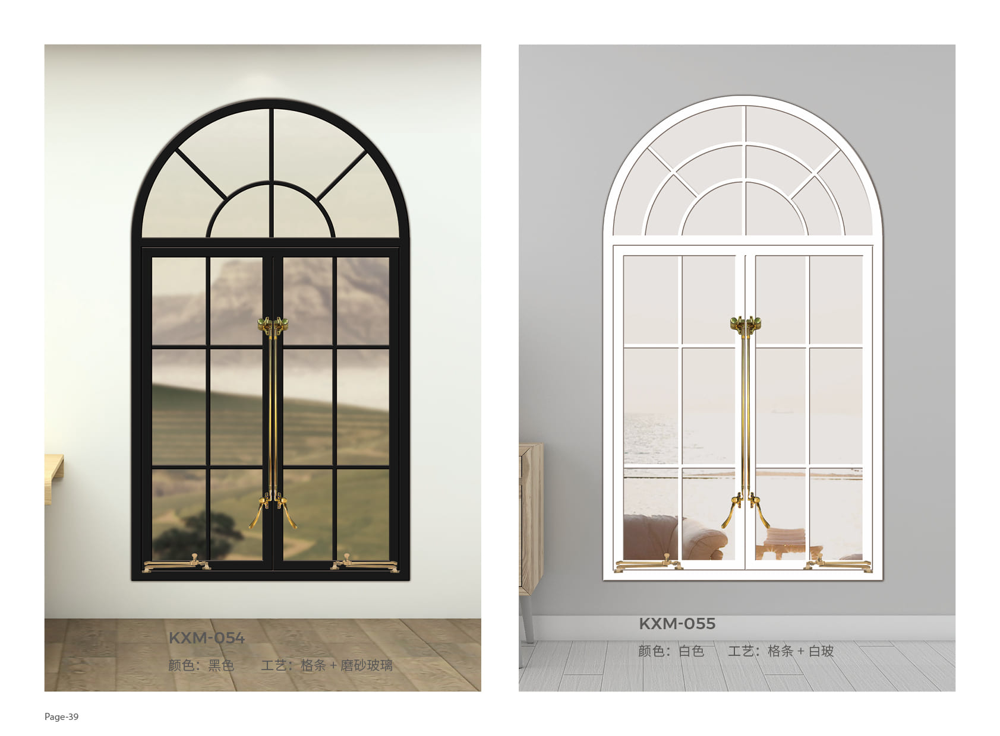 KXM-054
颜色：黑色 工艺：格条 + 磨砂玻璃
KXM-055
颜色：白色 工艺：格条 + 白玻
Page-39